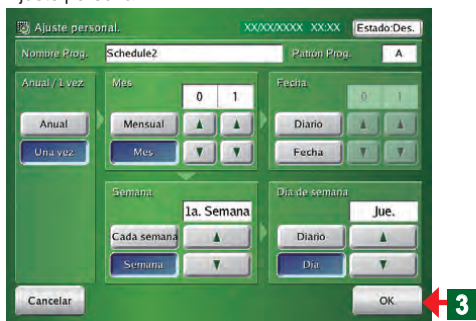 Ajuste personal. XX/XX/XXXX XX:XX Estado:Des.
Nombre Prog. Schedule2 Patrón Prog. A
Anual / 1 vez Mes Fecha
0 1 0 1
Anual Mensual Diario
Una vez Mes Fecha
Semana Día de semana
1a. Semana Jue.
Cada semana Diario
Semana Día
Cancelar OK 3